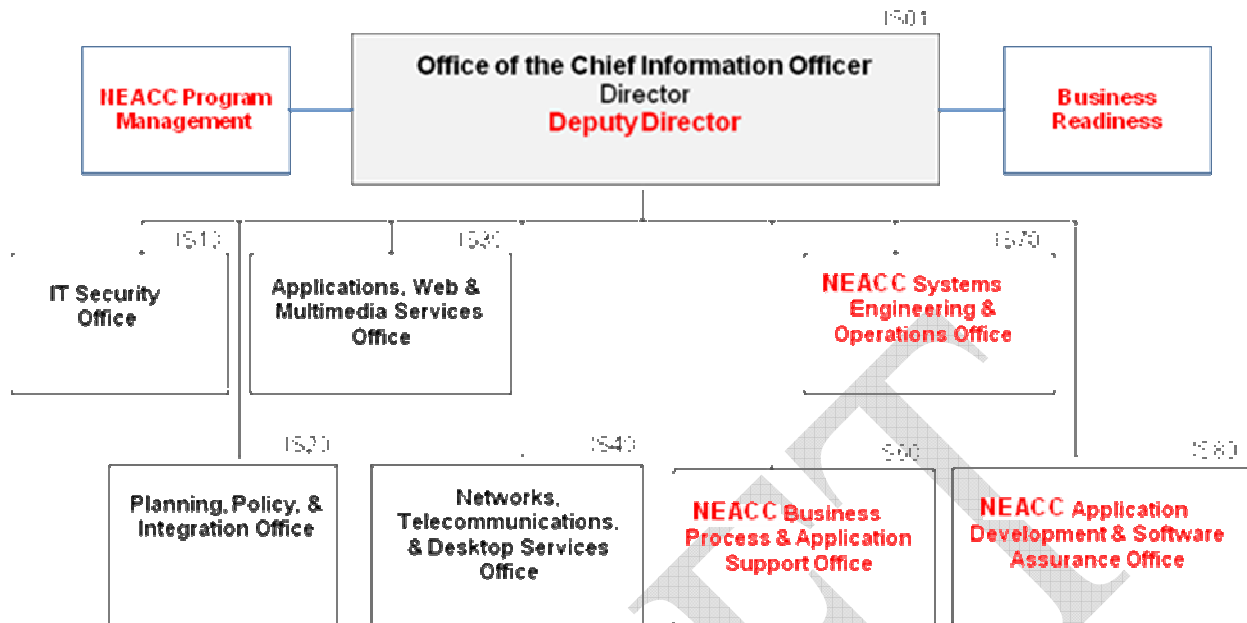 IS01
NEACC Program
Management
Office of the Chief Information Officer
Director
Deputy Director
Business
Readiness
IS10
IT Security
Office
IS30
Applications, Web &
Multimedia Services
Office
IS70
NEACC Systems
Engineering &
Operations Office
IS20
Planning, Policy, &
Integration Office
IS40
Networks,
Telecommunications,
& Desktop Services
Office
IS60
NEACC Business
Process & Application
Support Office
IS80
NEACC Application
Development & Software
Assurance Office